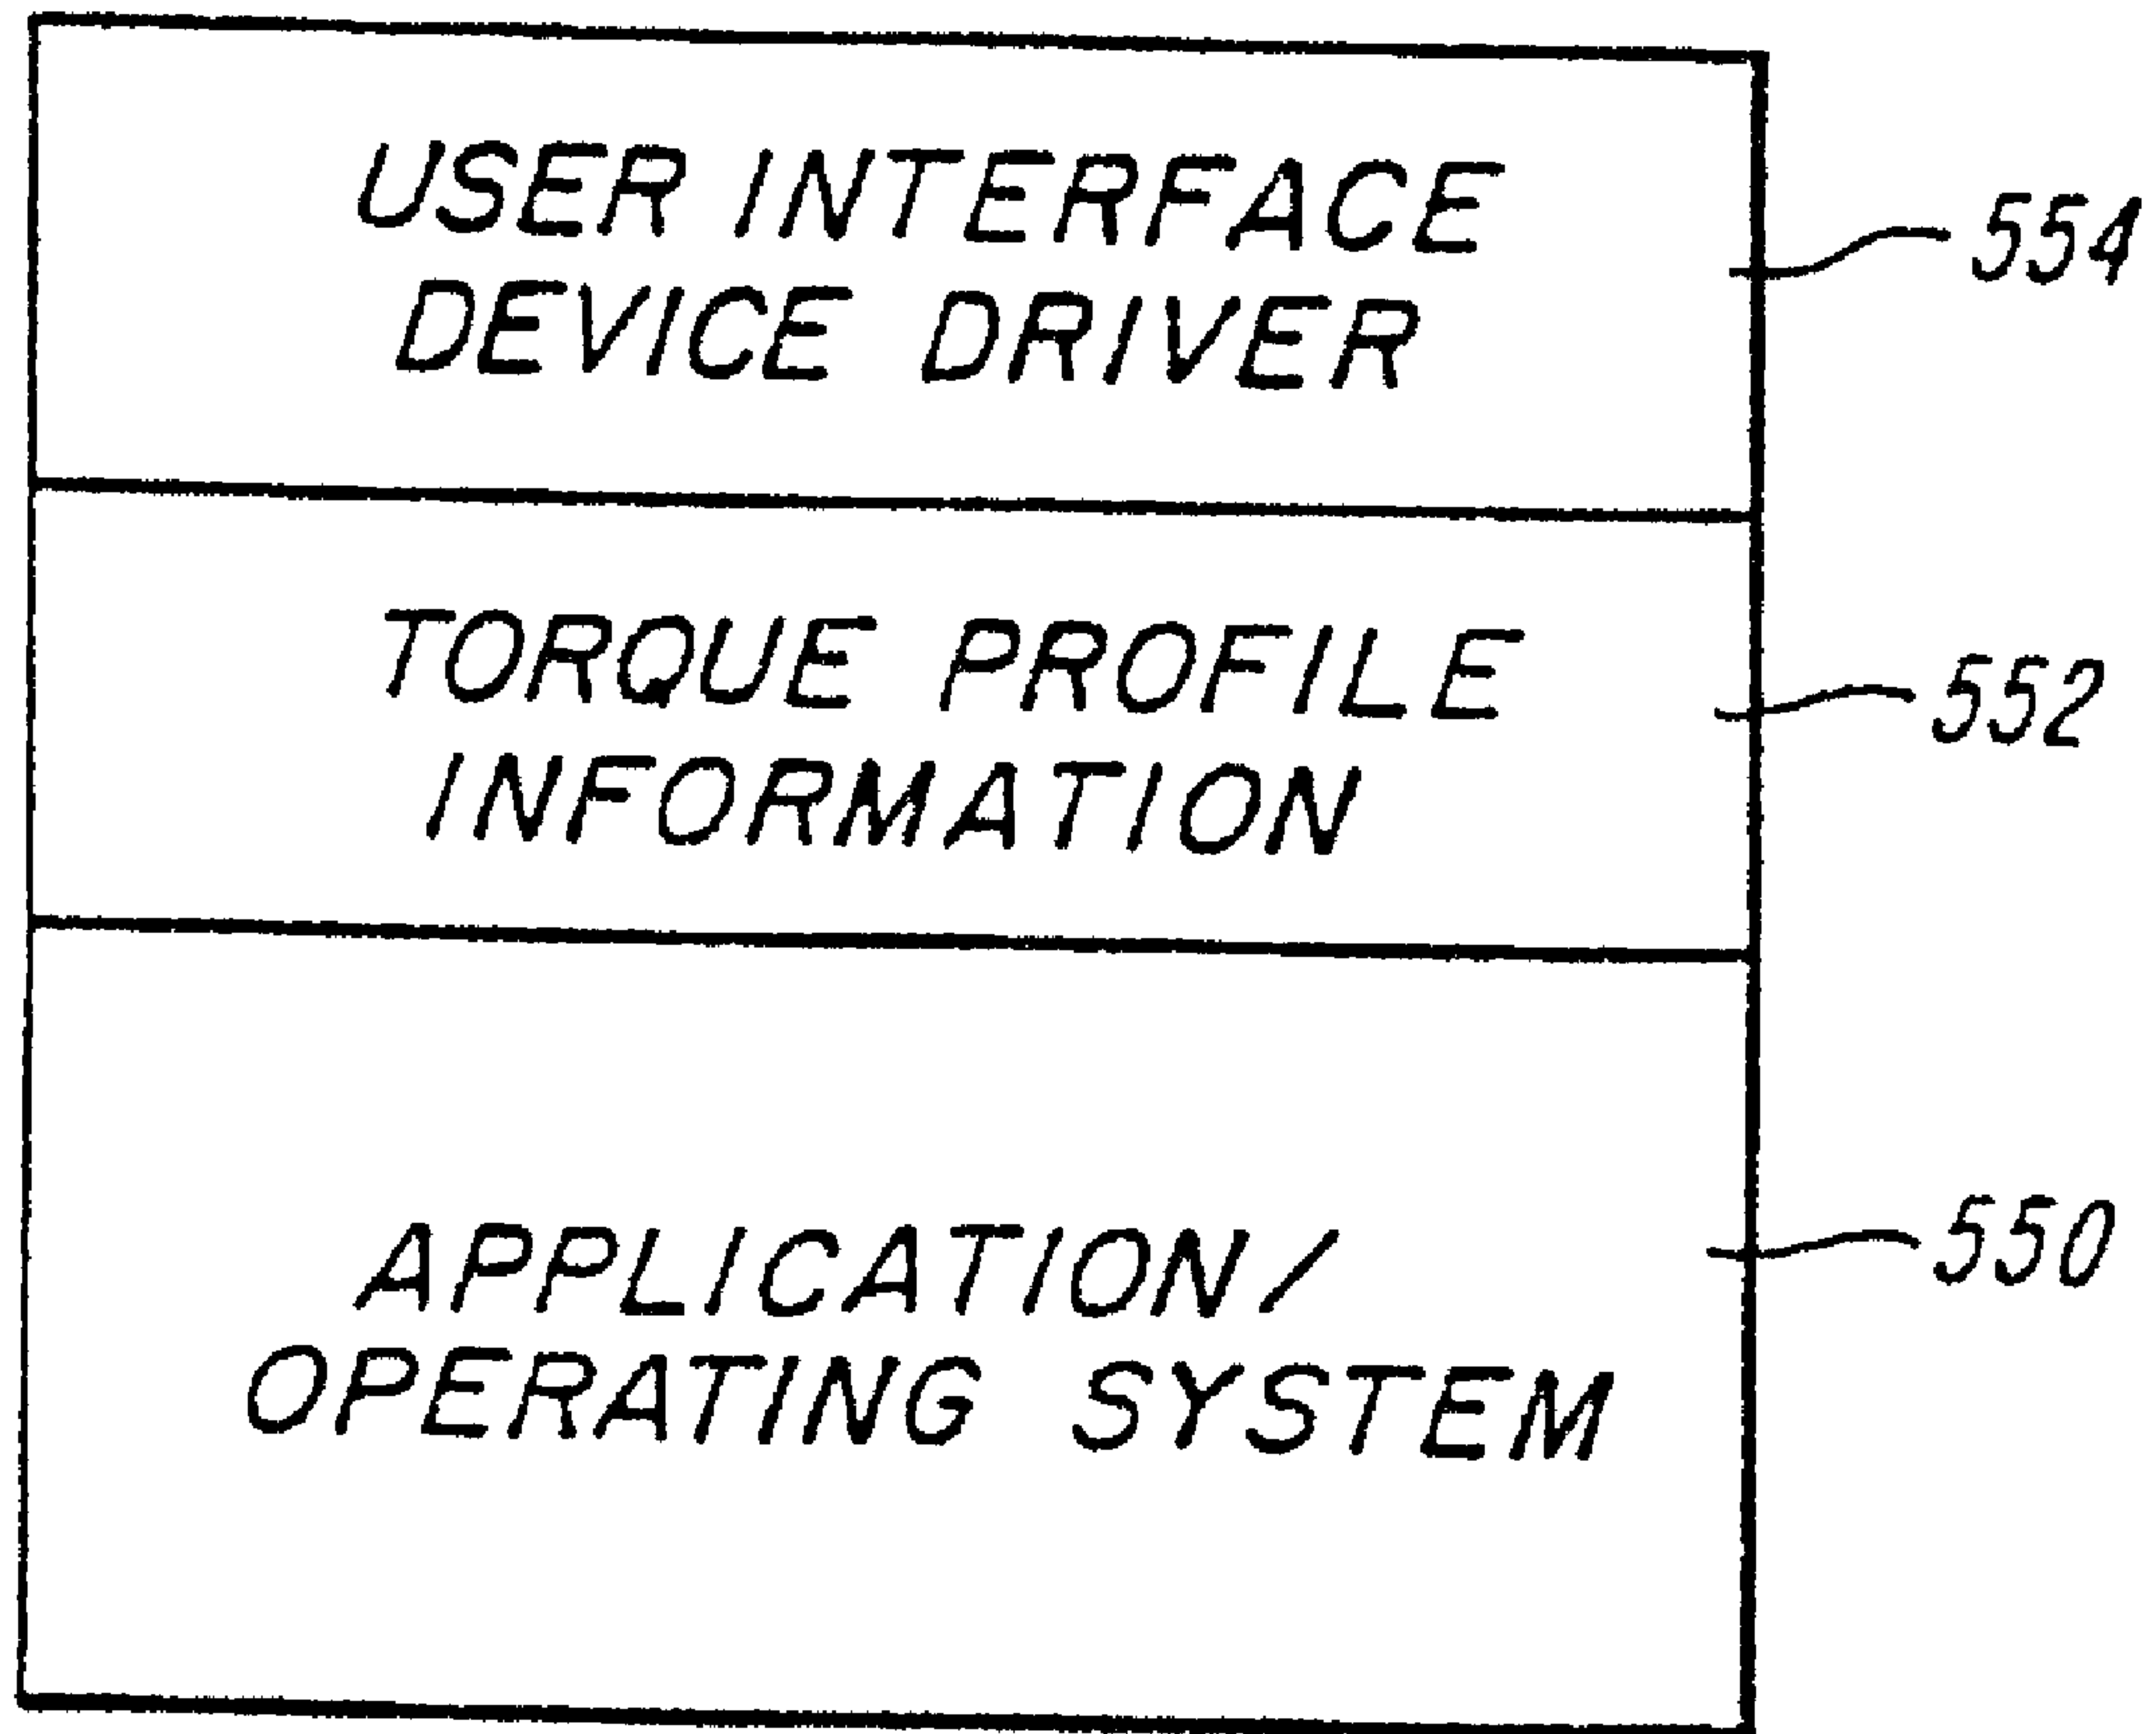 USER INTERFACE
DEVICE DRIVER
554
TORQUE PROFILE
INFORMATION
552
APPLICATION/
OPERATING SYSTEM
550